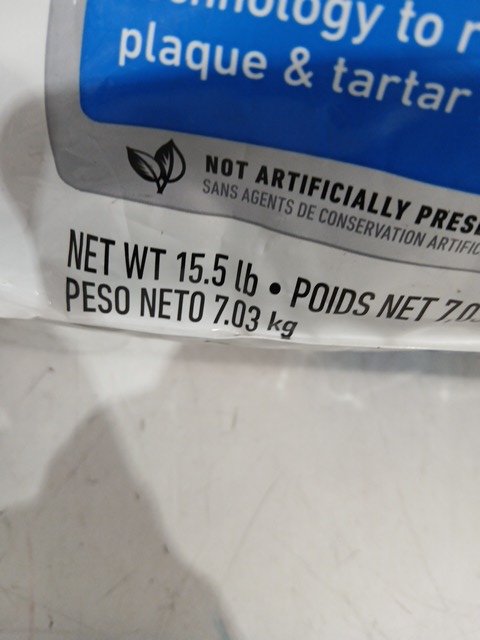 to
plaque & tartar
NOT ARTIFICIALLY
SANS AGENTS DE CONSERVATION
NET WT 15.5 lb • POIDS NET
PESO NETO 7.03 kg